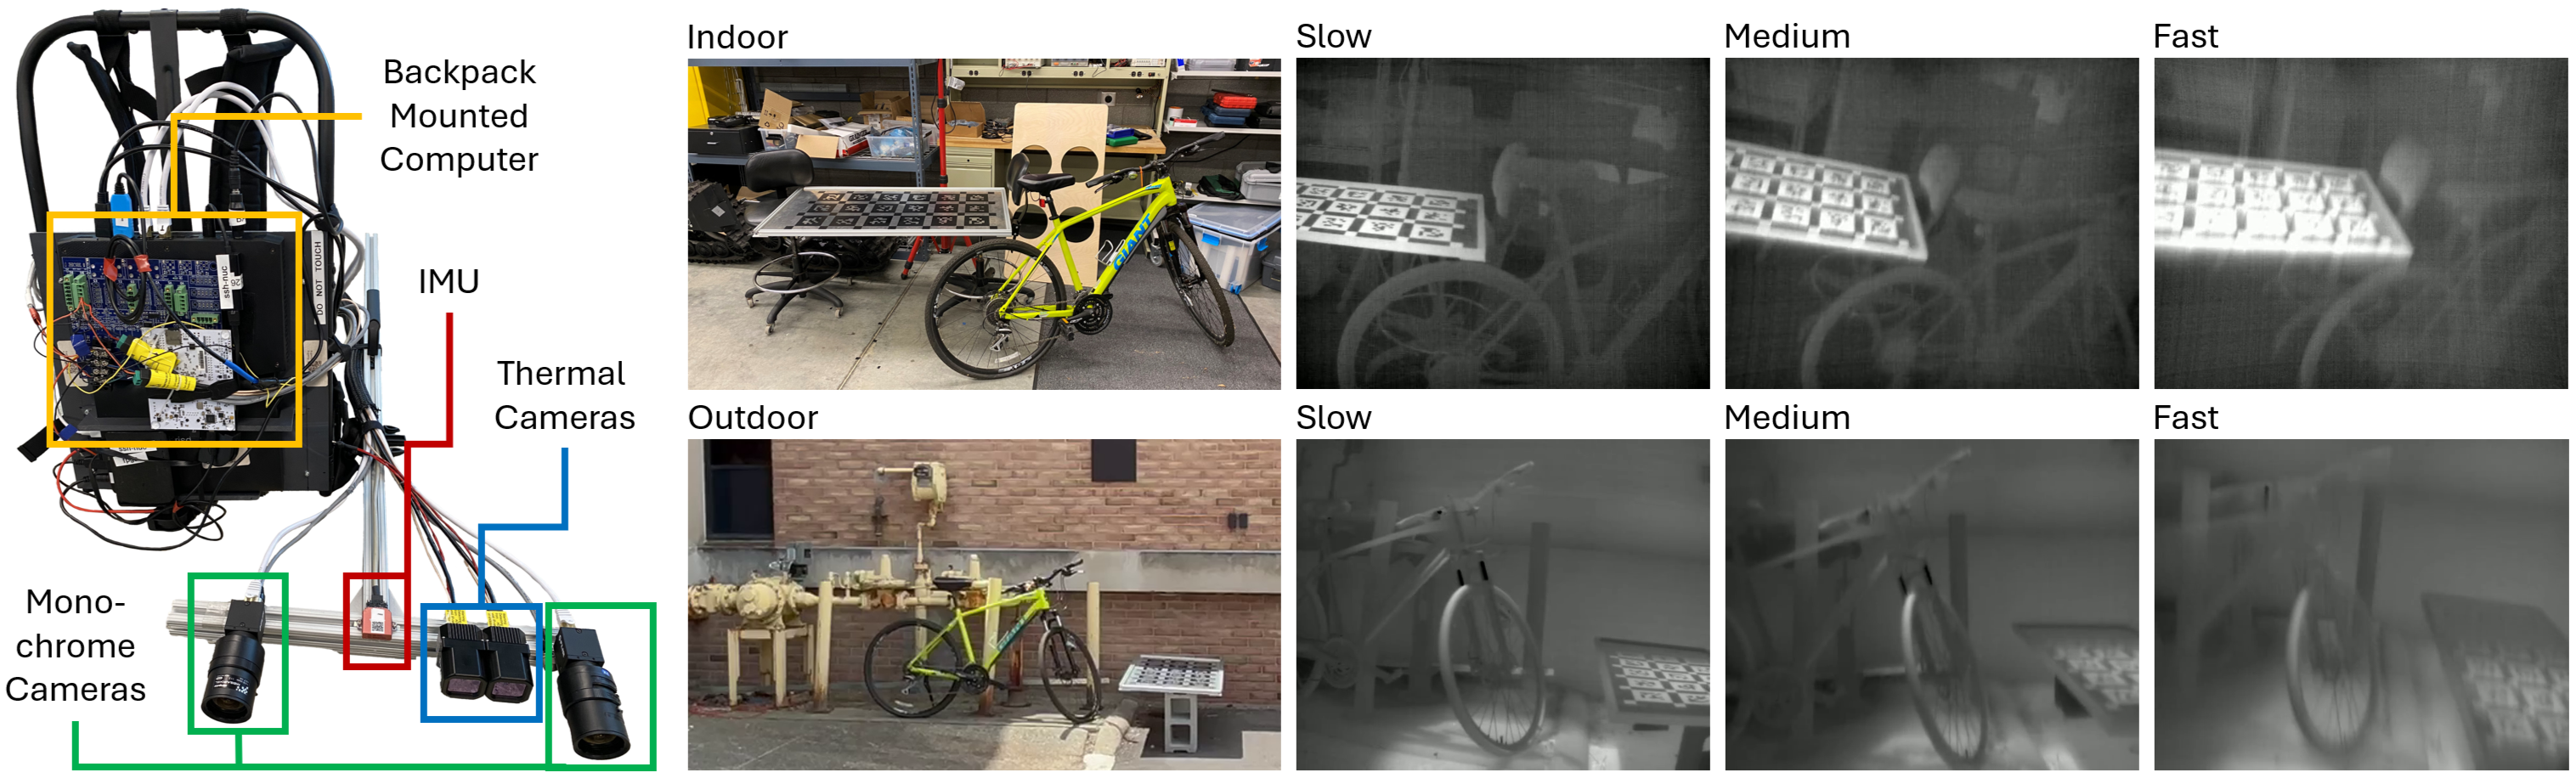 Backpack
Mounted
Computer
IMU
Thermal
Cameras
Mono-
chrome
Cameras
DO NOT TOUCH
ssh-nuc
Indoor
Slow
Medium
Fast
GIANT
Outdoor
Slow
Medium
Fast